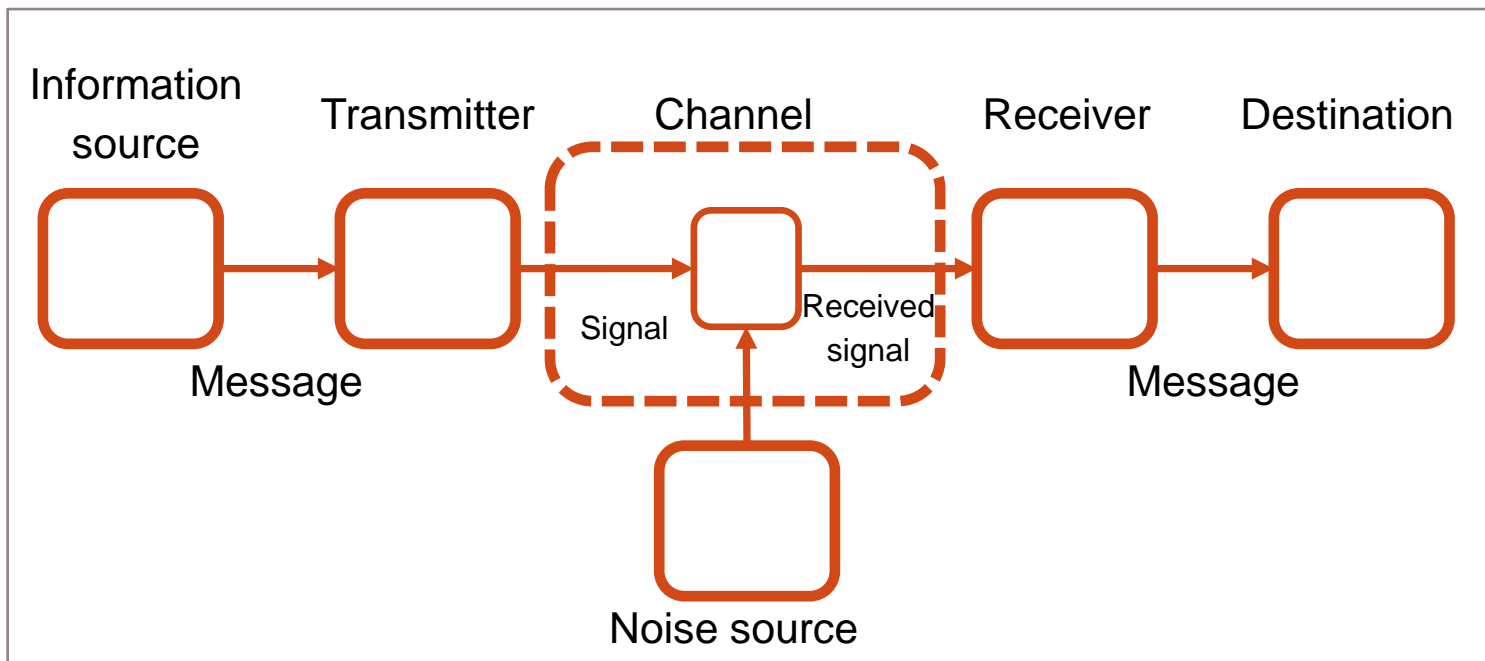 Information
source
Transmitter
Channel
Receiver
Destination
Signal
Received
signal
Message
Message
Noise source